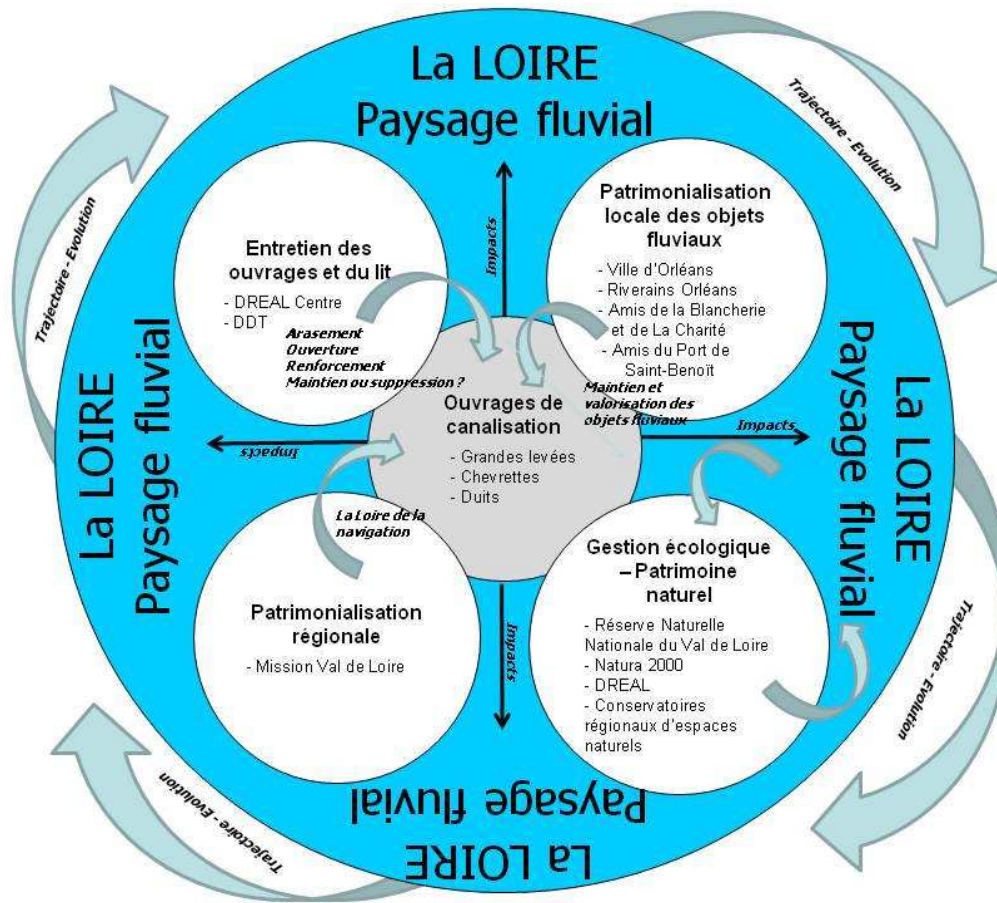 La LOIRE
Paysage fluvial
Trajectoire - Evolution
Trajectoire - Evolution
Impacts
Entretien des
ouvrages et du lit
- DREAL Centre
- DDT
Arasement
Ouverture
Renforcement
Maintien ou suppression ?
Patrimonialisation
locale des objets
fluviaux
- Ville d'Orléans
- Riverains Orléans
- Amis de la Blancherie
et de La Charité
- Amis du Port de
Saint-Benoît
Maintien et
valorisation des
objets fluviaux
La LOIRE
Paysage fluvial
Impacts
Ouvrages de
canalisation
- Grandes levées
- Chevrettes
- Duits
Impacts
La LOIRE
Paysage fluvial
La Loire de la
navigation
Patrimonialisation
régionale
- Mission Val de Loire
Impacts
Gestion écologique
– Patrimoine
naturel
- Réserve Naturelle
Nationale du Val de Loire
- Natura 2000
- DREAL
- Conservatoires
régionaux d'espaces
naturels
Trajectoire - Evolution
Trajectoire - Evolution
Paysage fluvial
La LOIRE